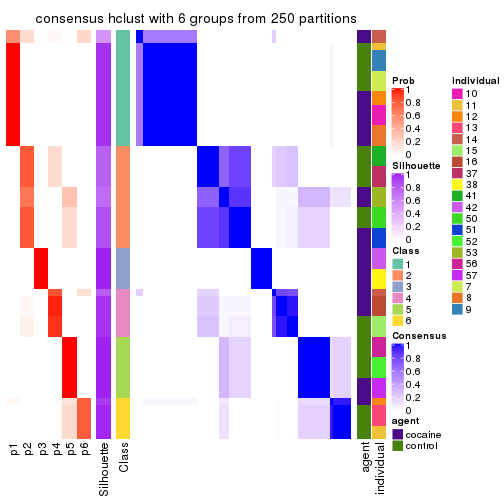 consensus hclust with 6 groups from 250 partitions
Prob
1
0.8
0.6
0.4
0.2
0
Silhouette
1
0.8
0.6
0.4
0.2
0
Class
1
2
3
4
5
6
Consensus
1
0.8
0.6
0.4
0.2
0
agent
cocaine
control
individual
10
11
12
13
14
15
16
37
38
41
42
50
51
52
53
56
57
7
8
9
p1
p2
p3
p4
p5
p6
Silhouette
Class
agent
individual